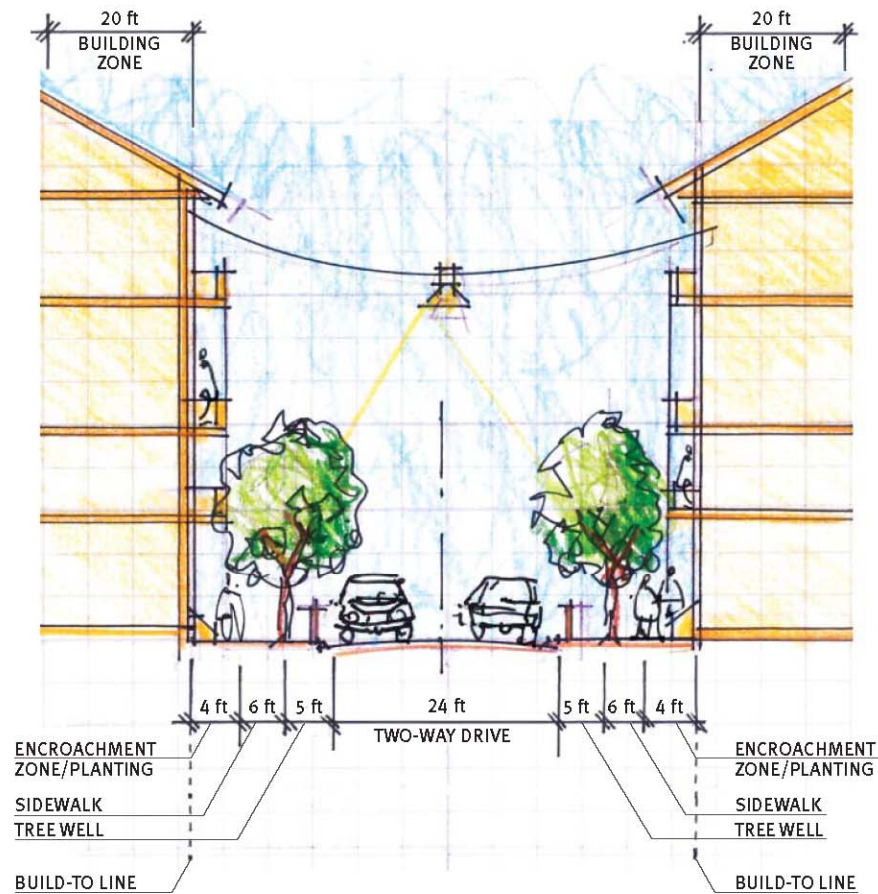 20 ft
BUILDING
ZONE
20 ft
BUILDING
ZONE
4 ft
6 ft
5 ft
24 ft
5 ft
6 ft
4 ft
TWO-WAY DRIVE
ENCROACHMENT
ZONE/PLANTING
SIDEWALK
TREE WELL
BUILD-TO LINE
ENCROACHMENT
ZONE/PLANTING
SIDEWALK
TREE WELL
BUILD-TO LINE